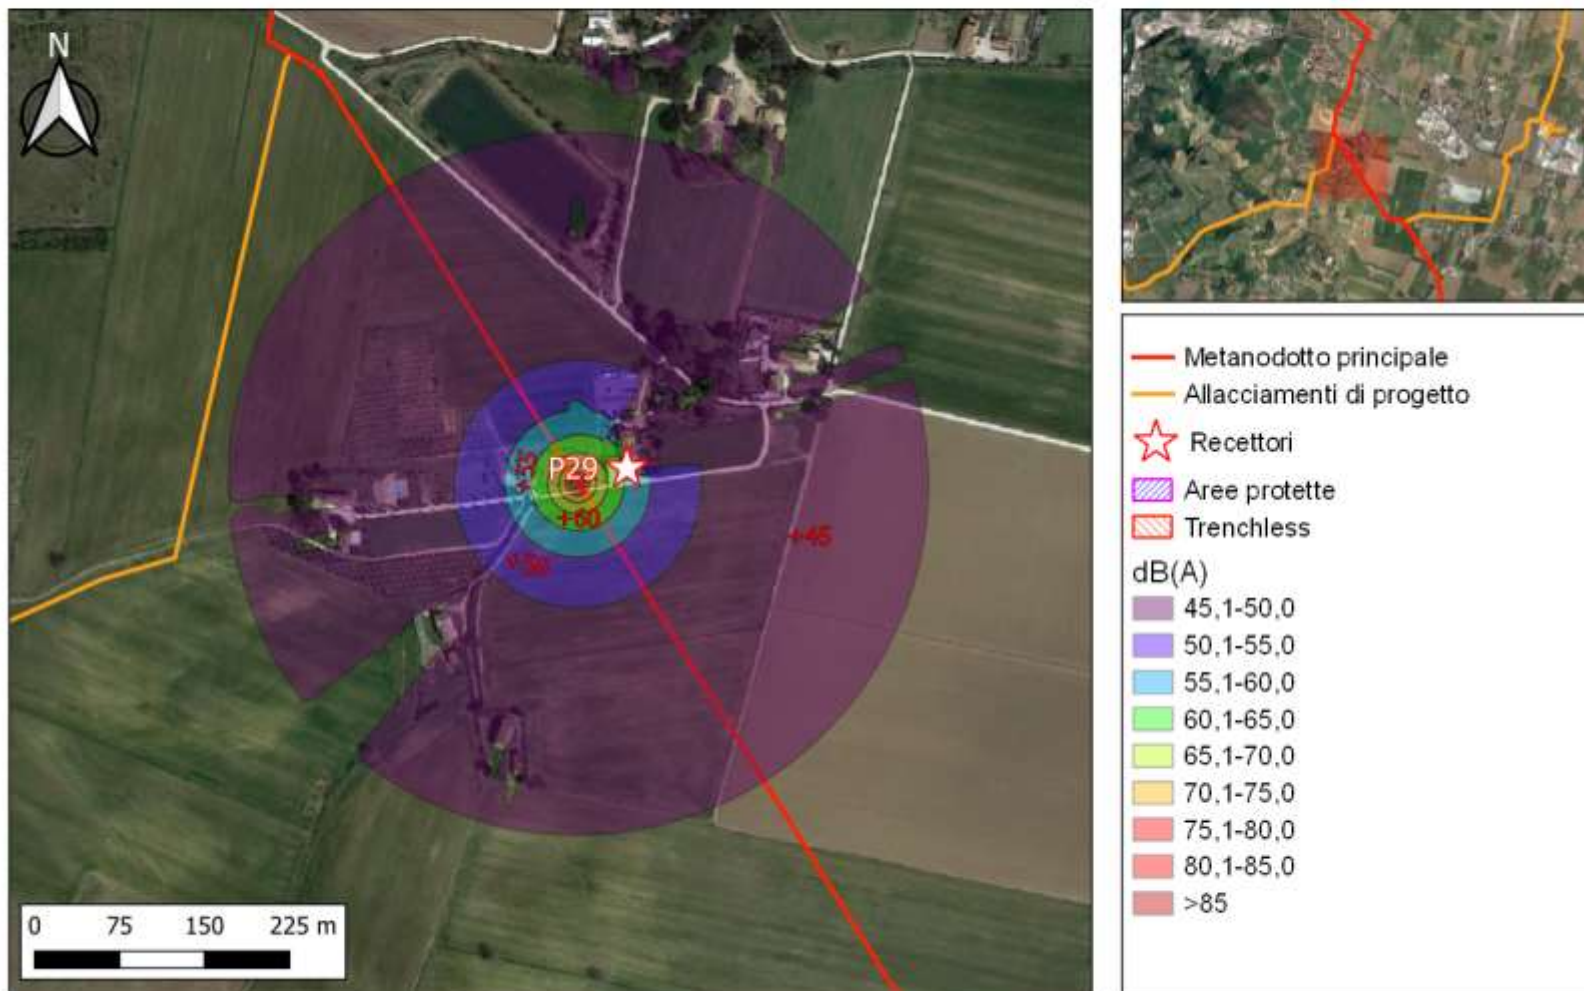 N
P29
+55
+60
+50
+45
0 75 150 225 m
Metanodotto principale
Allacciamenti di progetto
Recettori
Aree protette
Trenchless
dB(A)
45,1-50,0
50,1-55,0
55,1-60,0
60,1-65,0
65,1-70,0
70,1-75,0
75,1-80,0
80,1-85,0
>85